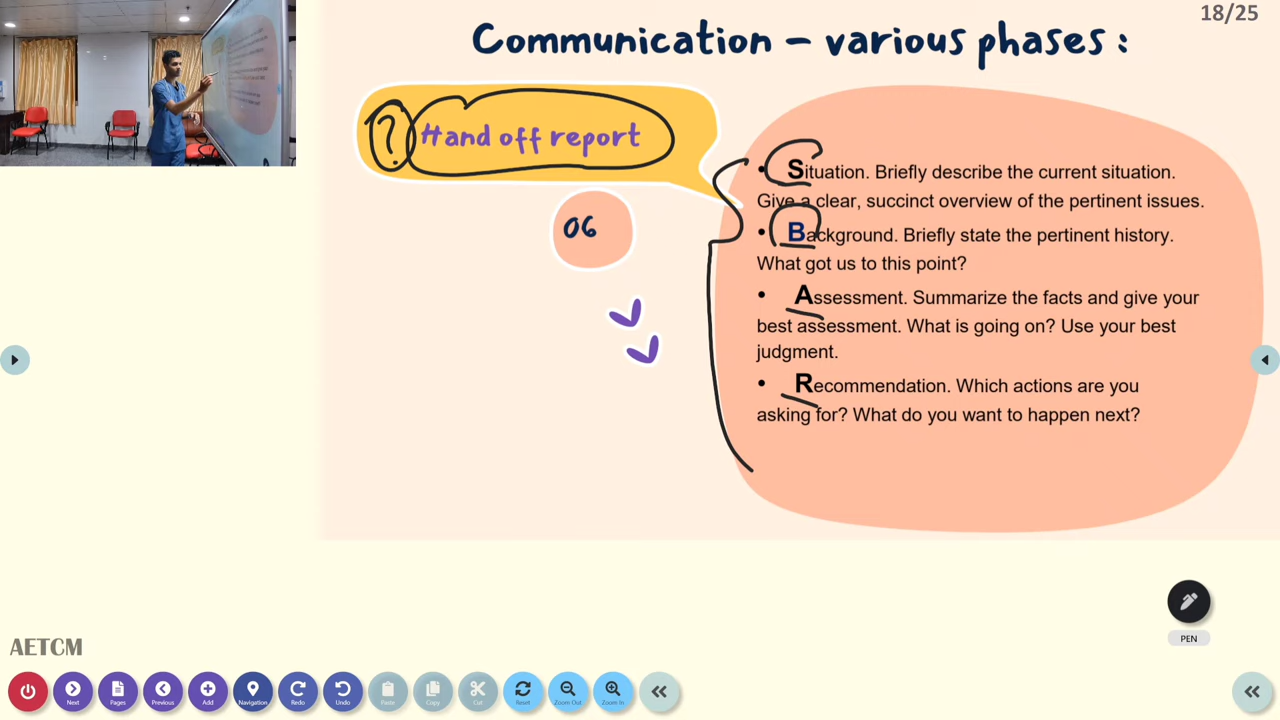 18/25
Communication – various phases :
? Hand off report
06
• Situation. Briefly describe the current situation.
Give a clear, succinct overview of the pertinent issues.
• Background. Briefly state the pertinent history.
What got us to this point?
• Assessment. Summarize the facts and give your
best assessment. What is going on? Use your best
judgment.
• Recommendation. Which actions are you
asking for? What do you want to happen next?
PEN
AETCM
Next
Pages
Previous
Add
Navigation
Redo
Undo
Paste
Copy
Cut
Reset
Zoom Out
Zoom In